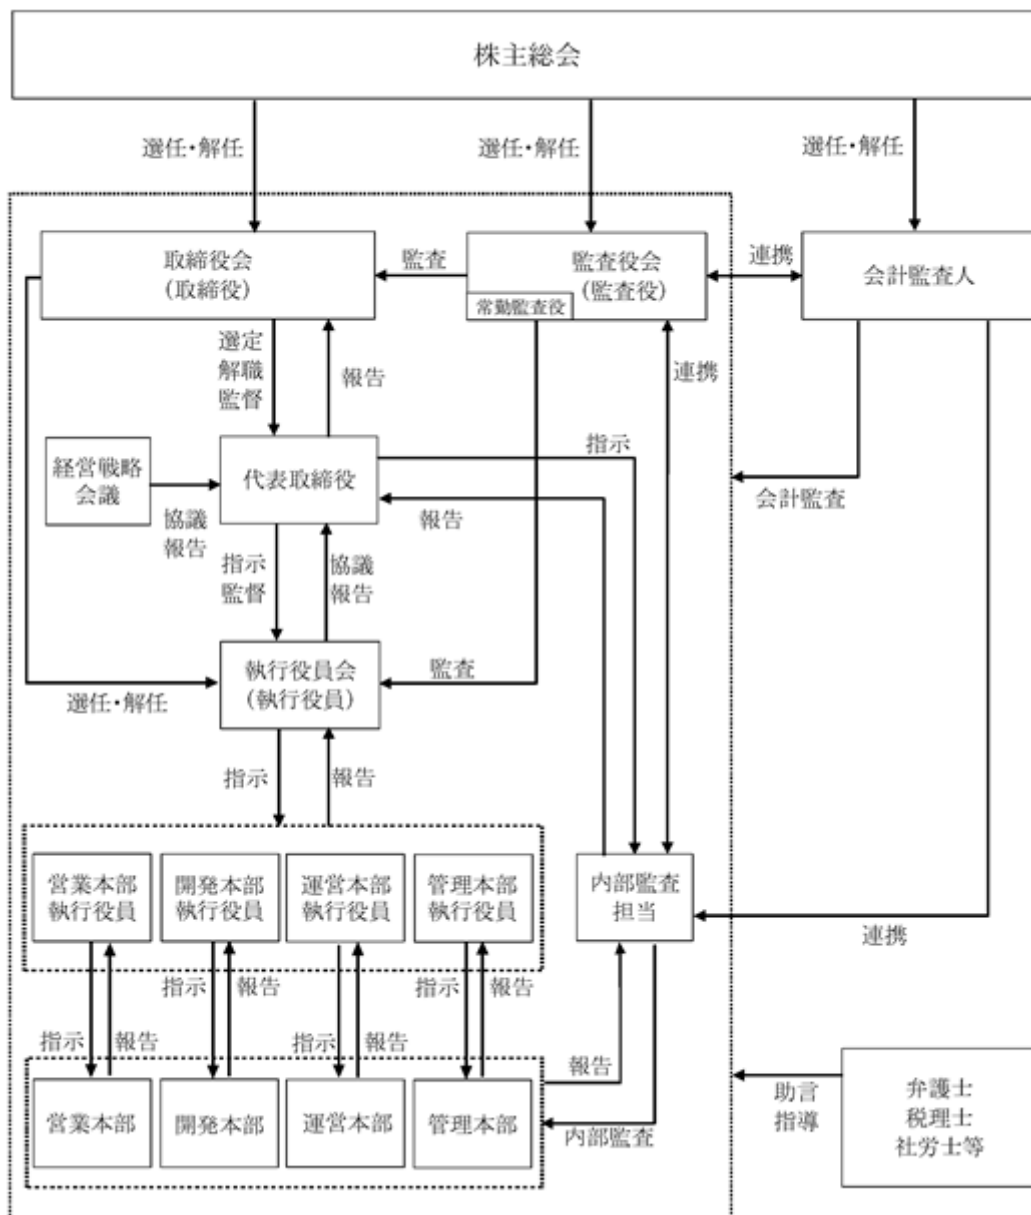 株主総会
選任・解任
選任・解任
選任・解任
取締役会
(取締役)
監査
監査役会
(監査役)
常勤監査役
連携
会計監査人
選定
解職
監督
報告
連携
経営戦略
会議
協議
報告
代表取締役
指示
報告
会計監査
指示
監督
協議
報告
執行役員会
(執行役員)
選任・解任
監査
指示
報告
営業本部
執行役員
開発本部
執行役員
運営本部
執行役員
管理本部
執行役員
内部監査
担当
連携
指示
報告
指示
報告
指示
報告
指示
報告
営業本部
開発本部
運営本部
管理本部
報告
内部監査
助言
指導
弁護士
税理士
社労士等